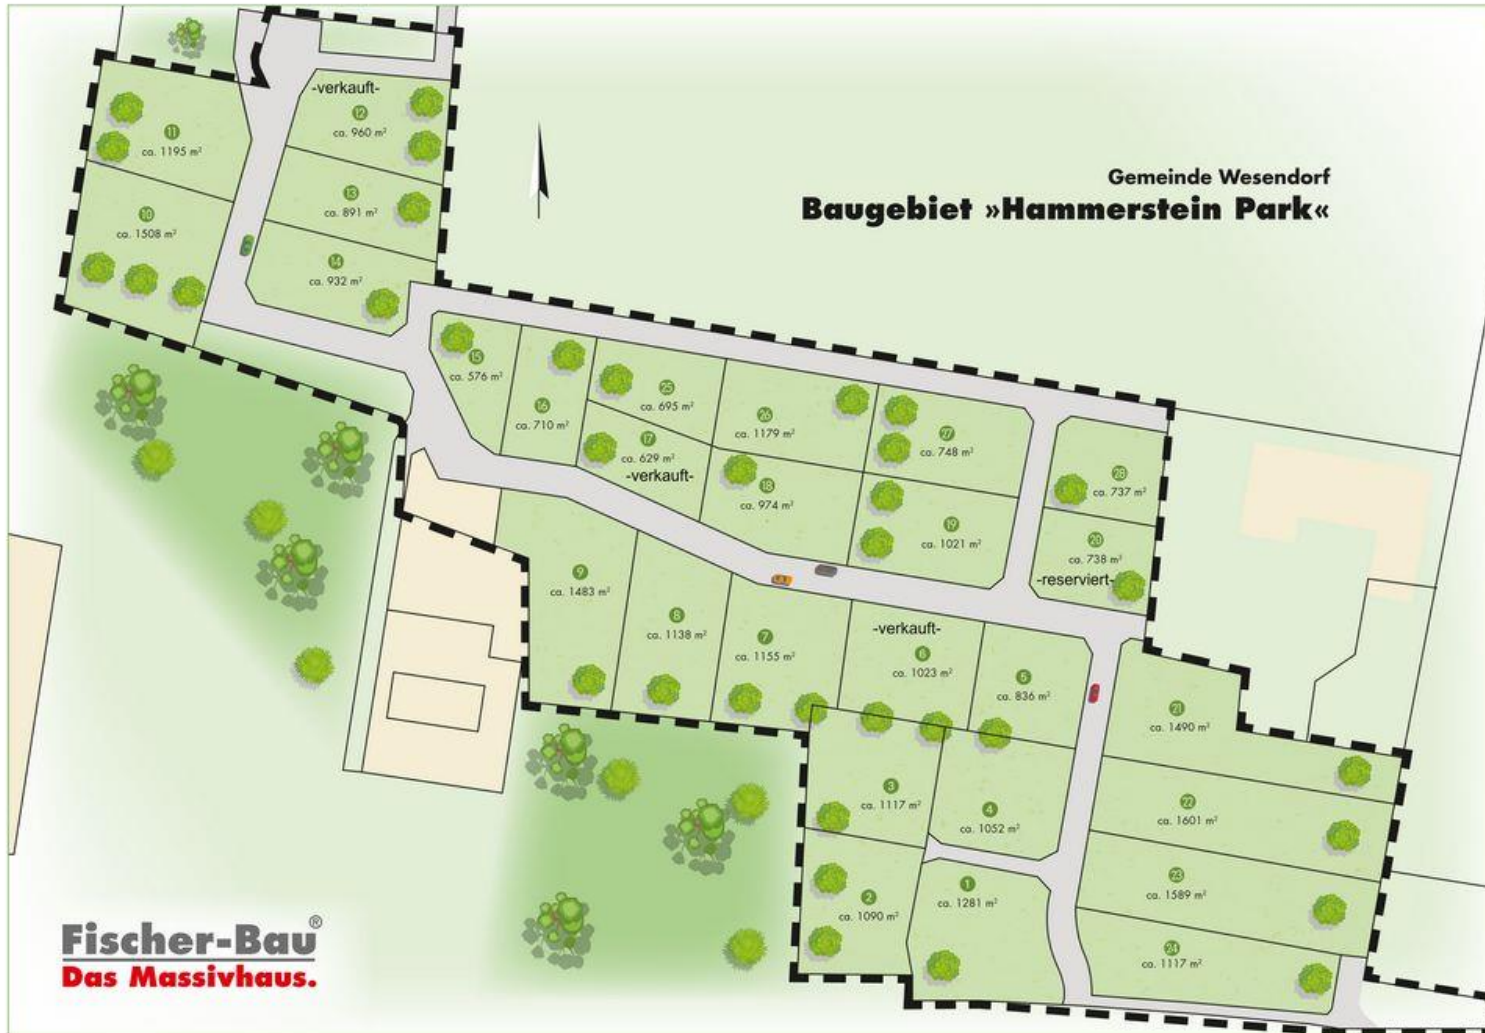 Gemeinde Wesendorf
Baugebiet »Hammerstein Park«
-verkauft-
12
ca. 960 m²
11
ca. 1195 m²
13
ca. 891 m²
10
ca. 1508 m²
14
ca. 932 m²
15
ca. 576 m²
16
ca. 710 m²
25
ca. 695 m²
17
ca. 629 m²
-verkauft-
26
ca. 1179 m²
18
ca. 974 m²
27
ca. 748 m²
19
ca. 1021 m²
28
ca. 737 m²
20
ca. 738 m²
-reserviert-
9
ca. 1483 m²
8
ca. 1138 m²
7
ca. 1155 m²
-verkauft-
6
ca. 1023 m²
5
ca. 836 m²
21
ca. 1490 m²
3
ca. 1117 m²
4
ca. 1052 m²
22
ca. 1601 m²
2
ca. 1090 m²
1
ca. 1281 m²
23
ca. 1589 m²
24
ca. 1117 m²
Fischer-Bau®
Das Massivhaus.